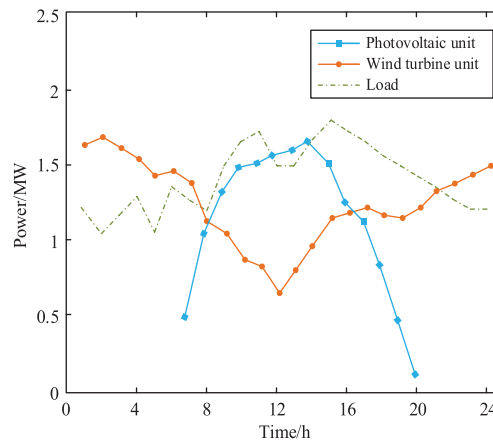 2.5
2
1.5
1
0.5
0
Power/MW
Photovoltaic unit
Wind turbine unit
Load
0 4 8 12 16 20 24
Time/h